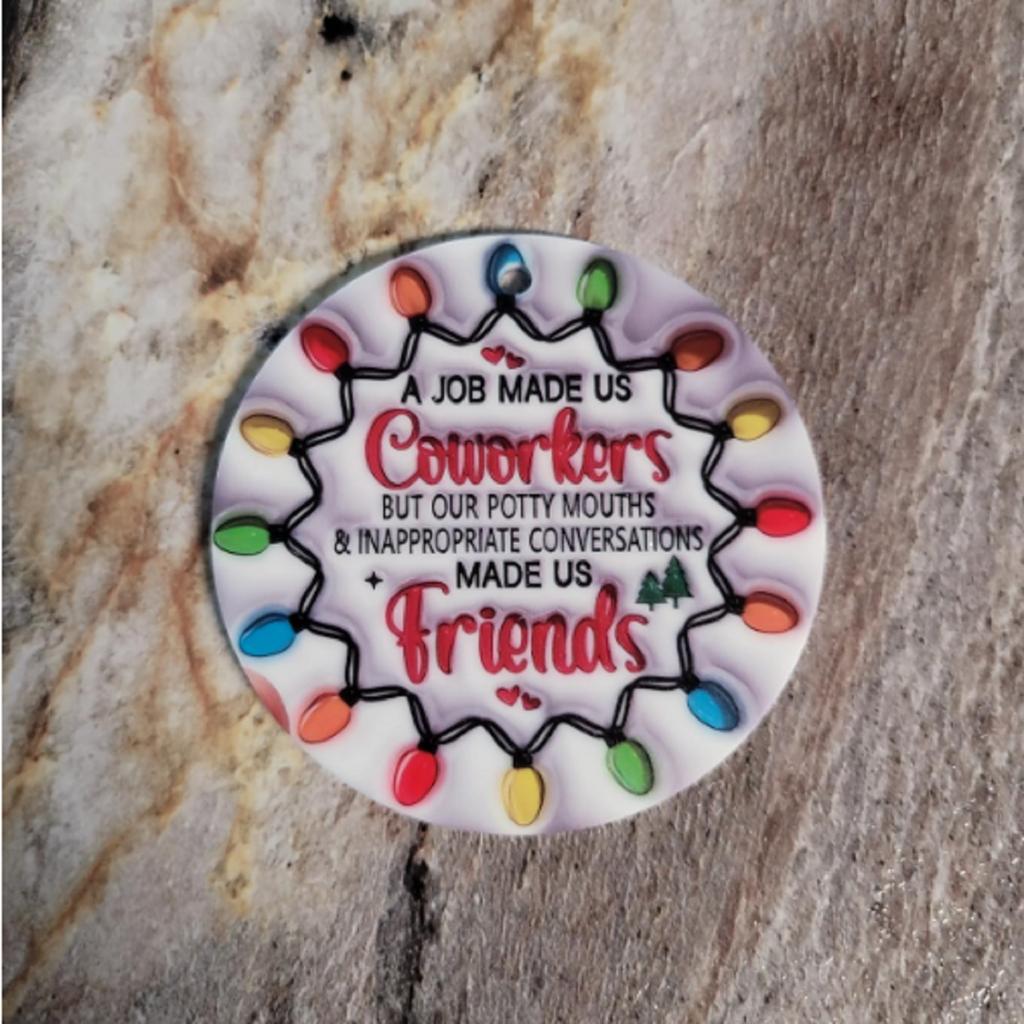 A JOB MADE US
Coworkers
BUT OUR POTTY MOUTHS
& INAPPROPRIATE CONVERSATIONS
MADE US
Friends